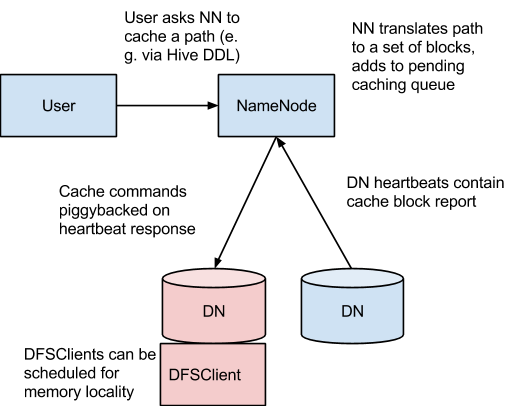 User asks NN to
cache a path (e.
g. via Hive DDL)
NN translates path
to a set of blocks,
adds to pending
caching queue
User
NameNode
Cache commands
piggybacked on
heartbeat response
DN heartbeats contain
cache block report
DN
DN
DFSClients can be
scheduled for
memory locality
DFSClient